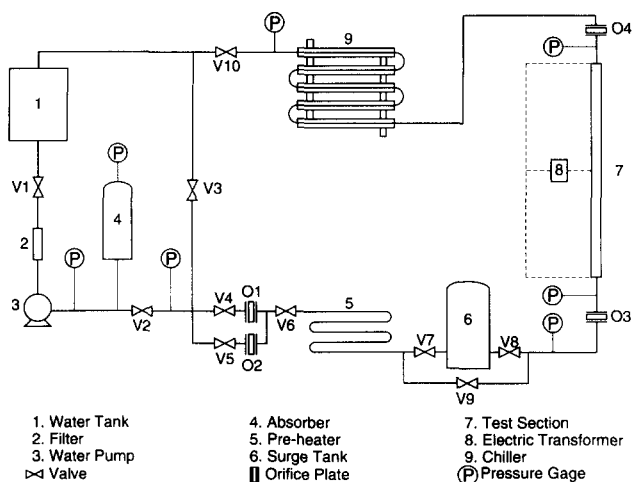 P
9
O4
V10
P
1
P
V1
V3
8
7
4
2
P
P
P
3
V4
O1
5
P
O3
V2
V6
6
V7
V8
V5
O2
V9
1. Water Tank
2. Filter
3. Water Pump
Valve
4. Absorber
5. Pre-heater
6. Surge Tank
Orifice Plate
7. Test Section
8. Electric Transformer
9. Chiller
P Pressure Gage